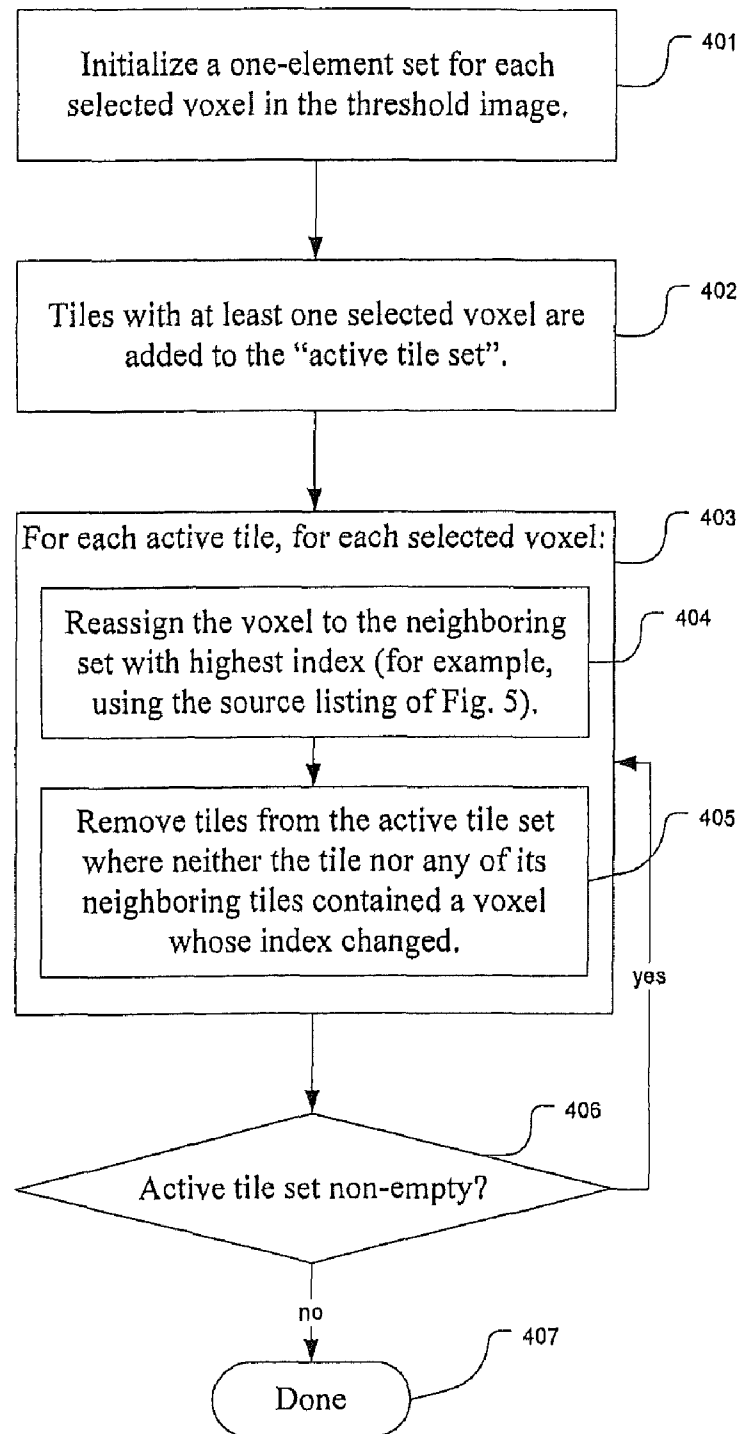 Initialize a one-element set for each
selected voxel in the threshold image.
401
Tiles with at least one selected voxel are
added to the “active tile set”.
402
For each active tile, for each selected voxel:
403
Reassign the voxel to the neighboring
set with highest index (for example,
using the source listing of Fig. 5).
404
Remove tiles from the active tile set
where neither the tile nor any of its
neighboring tiles contained a voxel
whose index changed.
405
yes
Active tile set non-empty?
406
no
Done
407